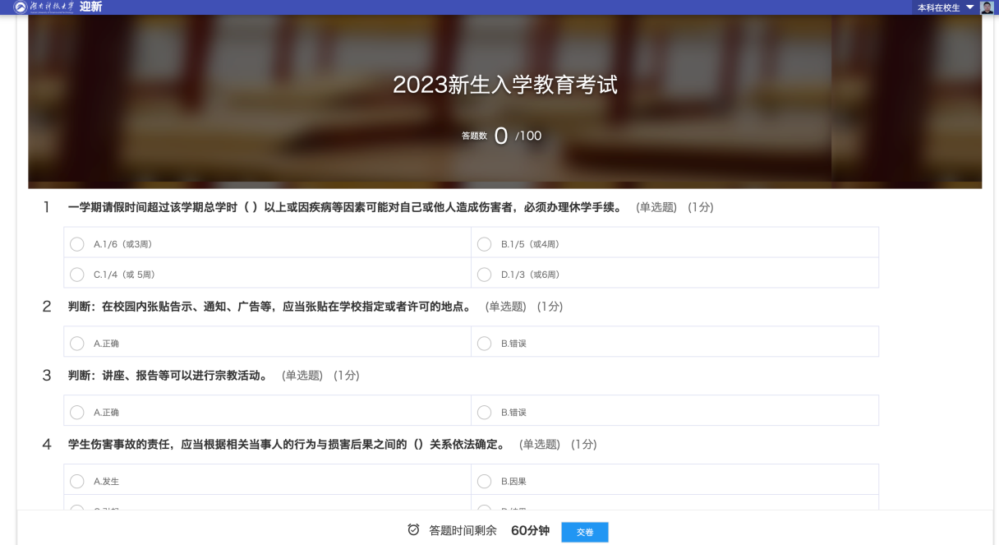 湖南科技大学 迎新 本科在校生
2023新生入学教育考试
答题数 0 /100
1 一学期请假时间超过该学期总学时（ ）以上或因疾病等因素可能对自己或他人造成伤害者，必须办理休学手续。 (单选题) (1分)
A.1/6（或3周） B.1/5（或4周）
C.1/4（或 5周） D.1/3（或6周）
2 判断：在校园内张贴告示、通知、广告等，应当张贴在学校指定或者许可的地点。 (单选题) (1分)
A.正确 B.错误
3 判断：讲座、报告等可以进行宗教活动。 (单选题) (1分)
A.正确 B.错误
4 学生伤害事故的责任，应当根据相关当事人的行为与损害后果之间的（）关系依法确定。 (单选题) (1分)
A.发生 B.因果
答题时间剩余 60分钟 交卷